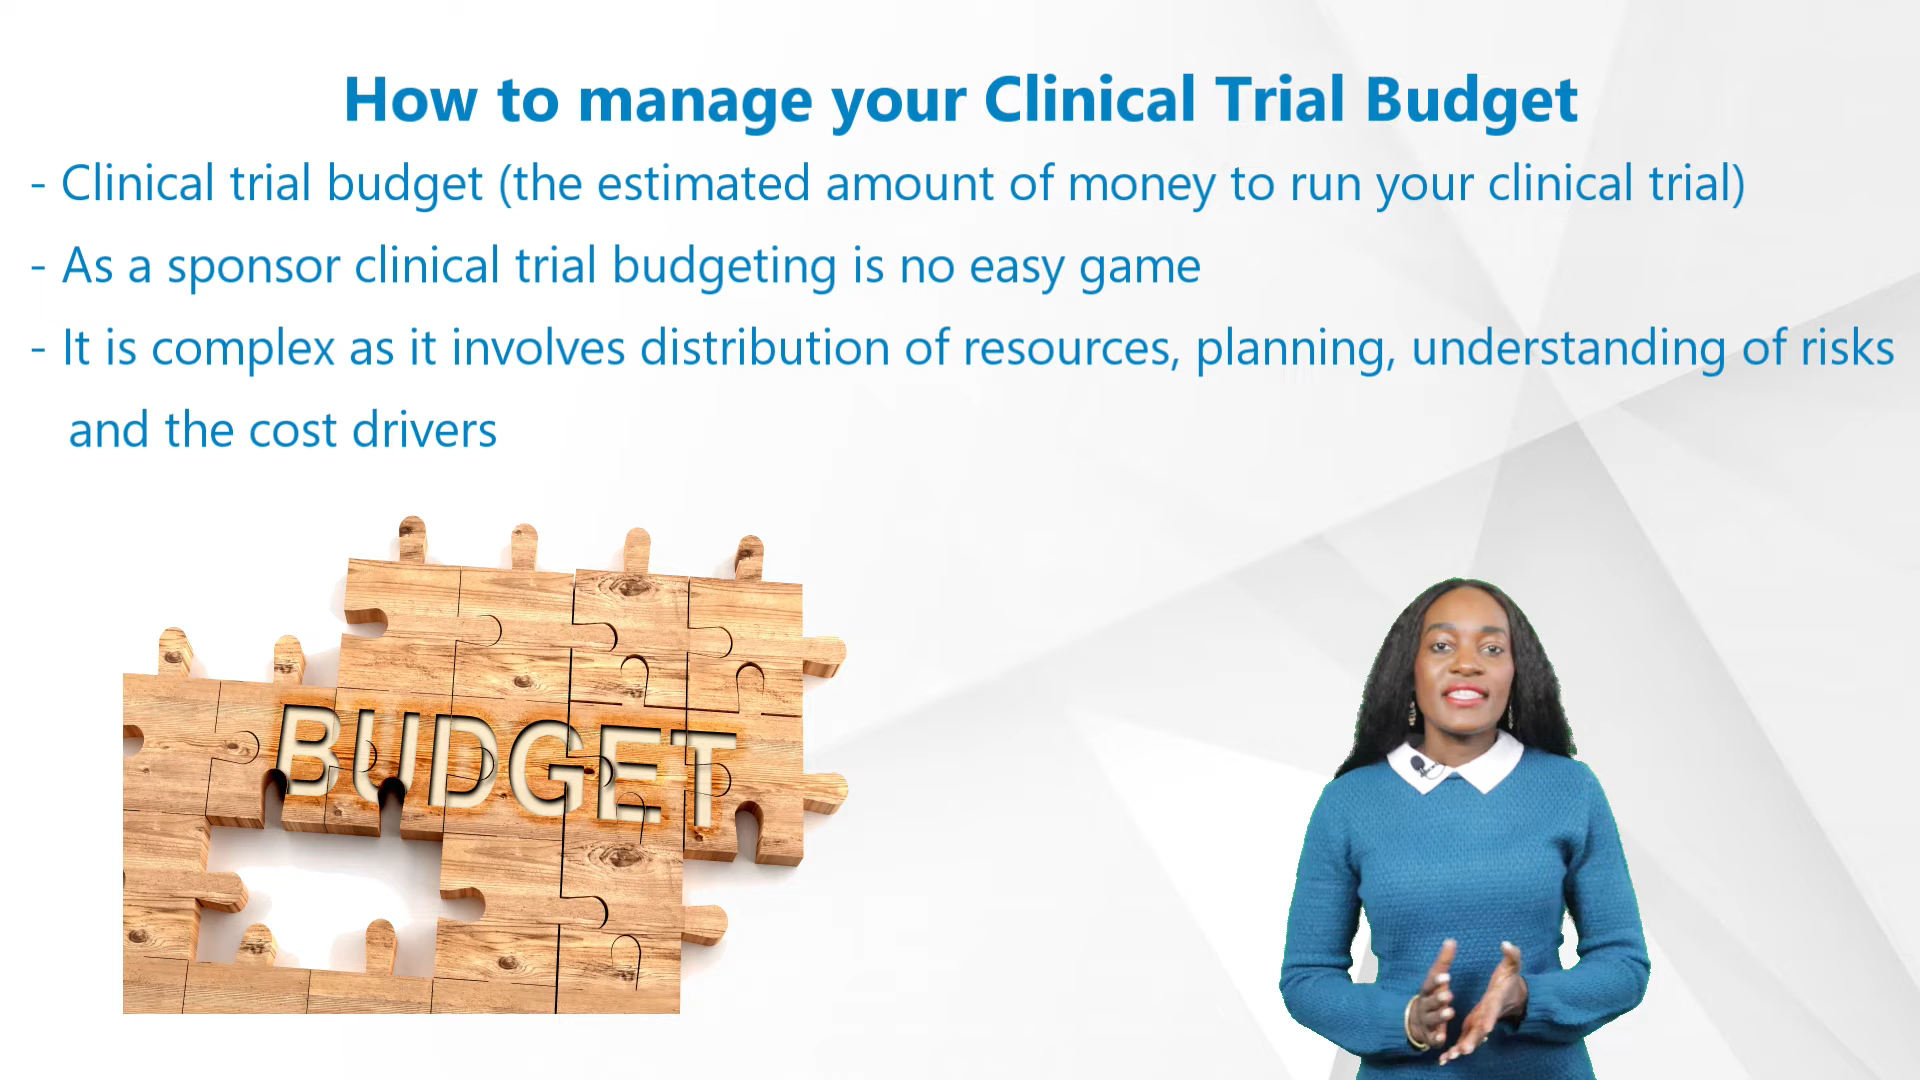 How to manage your Clinical Trial Budget
- Clinical trial budget (the estimated amount of money to run your clinical trial)
- As a sponsor clinical trial budgeting is no easy game
- It is complex as it involves distribution of resources, planning, understanding of risks
and the cost drivers
BUDGET